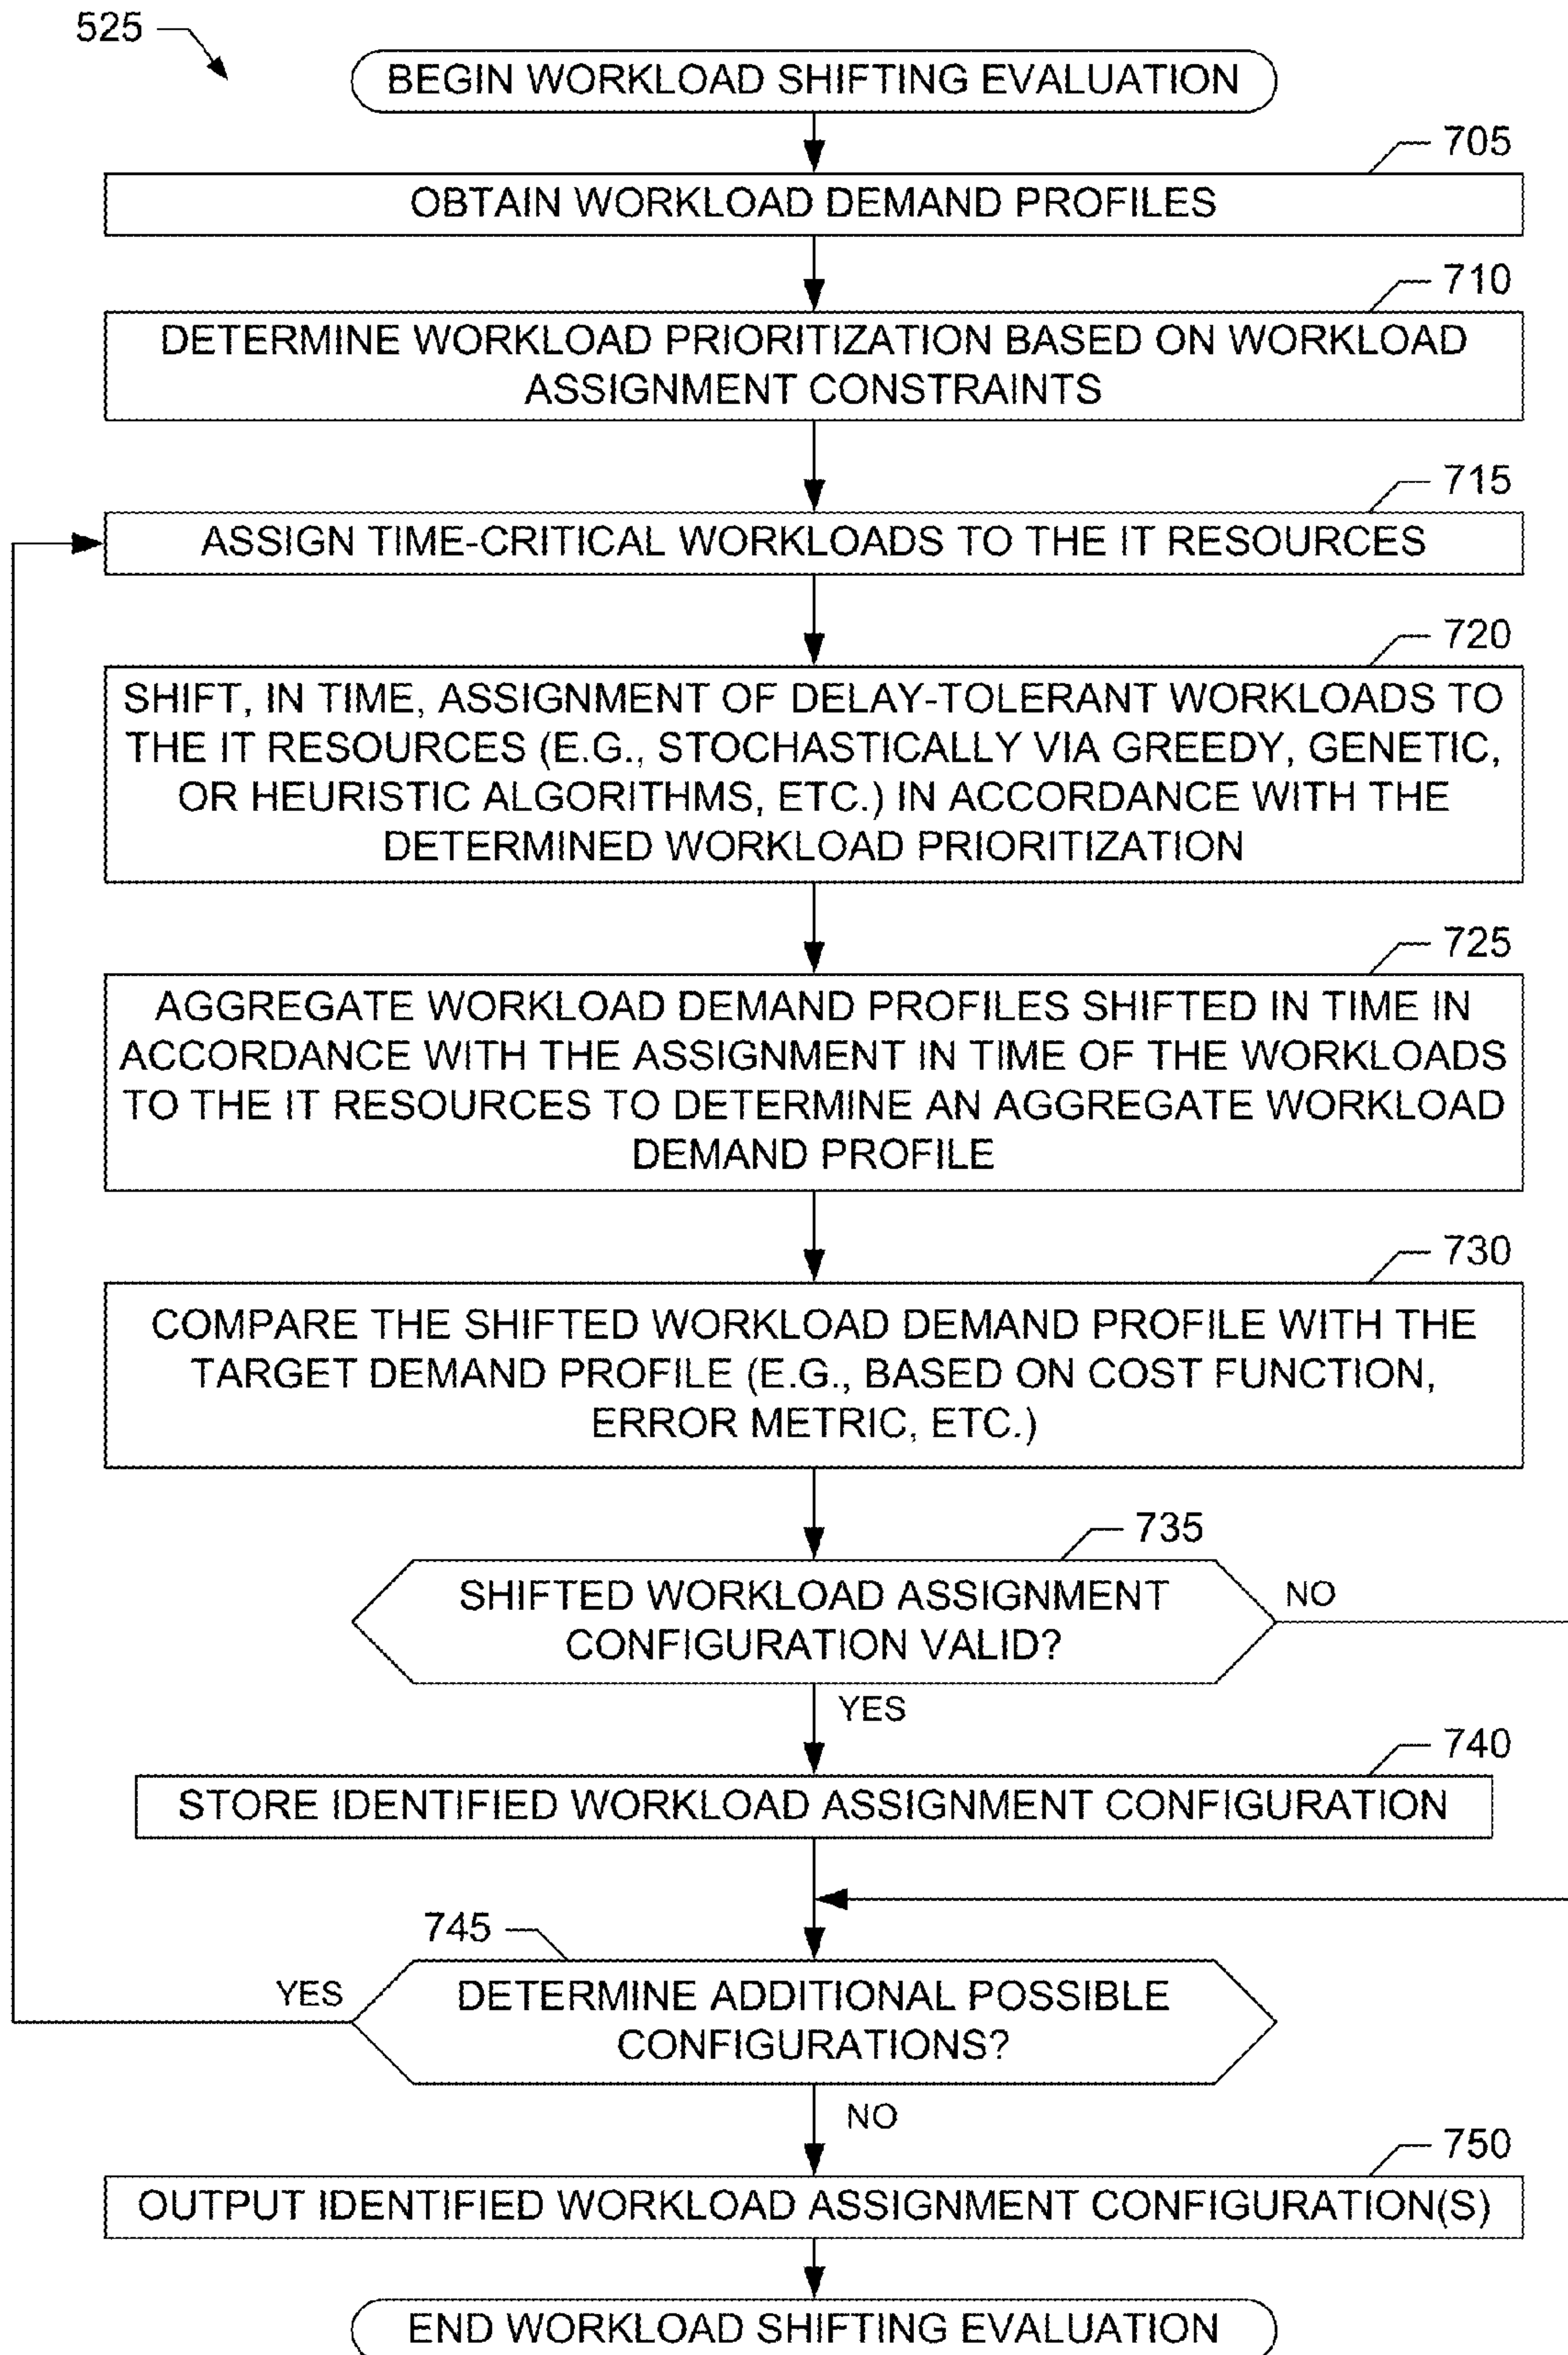 525
BEGIN WORKLOAD SHIFTING EVALUATION
705
OBTAIN WORKLOAD DEMAND PROFILES
710
DETERMINE WORKLOAD PRIORITIZATION BASED ON WORKLOAD
ASSIGNMENT CONSTRAINTS
715
ASSIGN TIME-CRITICAL WORKLOADS TO THE IT RESOURCES
720
SHIFT, IN TIME, ASSIGNMENT OF DELAY-TOLERANT WORKLOADS TO
THE IT RESOURCES (E.G., STOCHASTICALLY VIA GREEDY, GENETIC,
OR HEURISTIC ALGORITHMS, ETC.) IN ACCORDANCE WITH THE
DETERMINED WORKLOAD PRIORITIZATION
725
AGGREGATE WORKLOAD DEMAND PROFILES SHIFTED IN TIME IN
ACCORDANCE WITH THE ASSIGNMENT IN TIME OF THE WORKLOADS
TO THE IT RESOURCES TO DETERMINE AN AGGREGATE WORKLOAD
DEMAND PROFILE
730
COMPARE THE SHIFTED WORKLOAD DEMAND PROFILE WITH THE
TARGET DEMAND PROFILE (E.G., BASED ON COST FUNCTION,
ERROR METRIC, ETC.)
735
SHIFTED WORKLOAD ASSIGNMENT
CONFIGURATION VALID?
NO
YES
740
STORE IDENTIFIED WORKLOAD ASSIGNMENT CONFIGURATION
745
YES
DETERMINE ADDITIONAL POSSIBLE
CONFIGURATIONS?
NO
750
OUTPUT IDENTIFIED WORKLOAD ASSIGNMENT CONFIGURATION(S)
END WORKLOAD SHIFTING EVALUATION